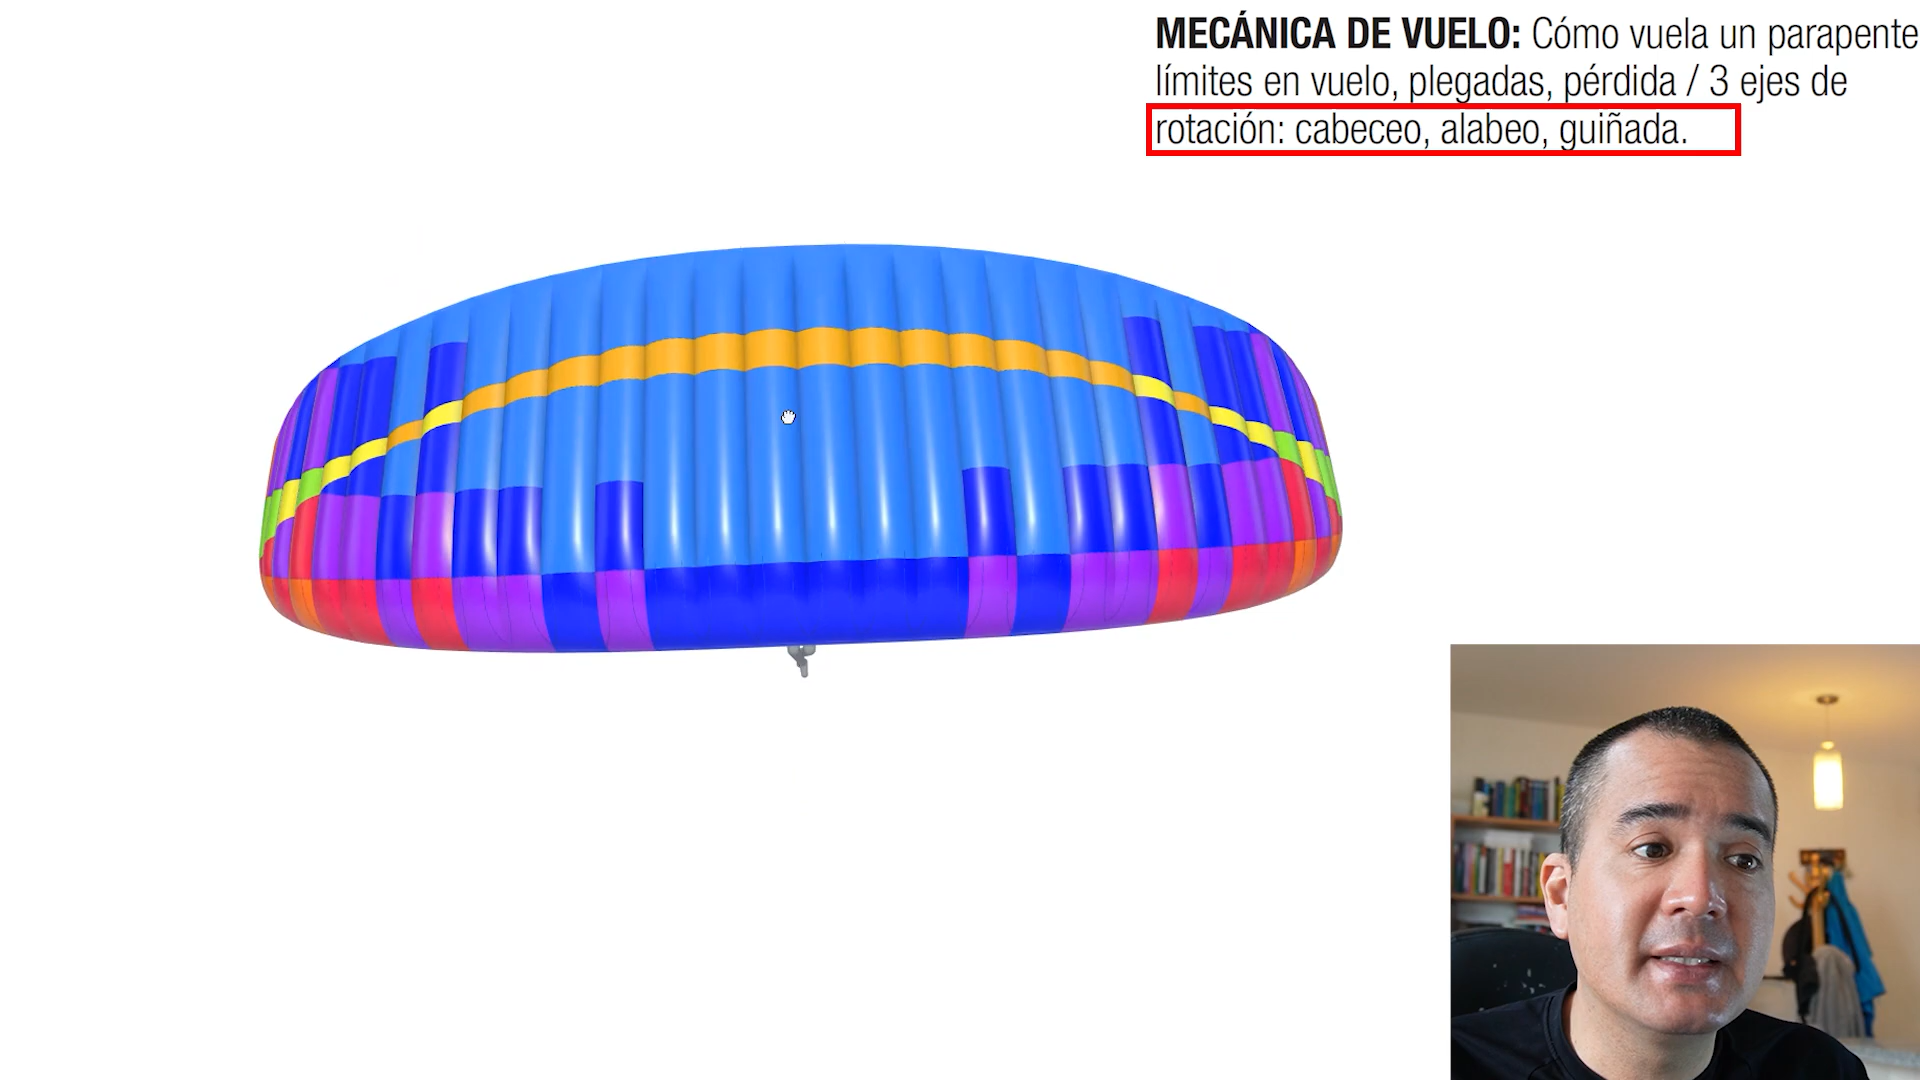 MECÁNICA DE VUELO: Cómo vuela un parapente
límites en vuelo, plegadas, pérdida / 3 ejes de
rotación: cabeceo, alabeo, guiñada.